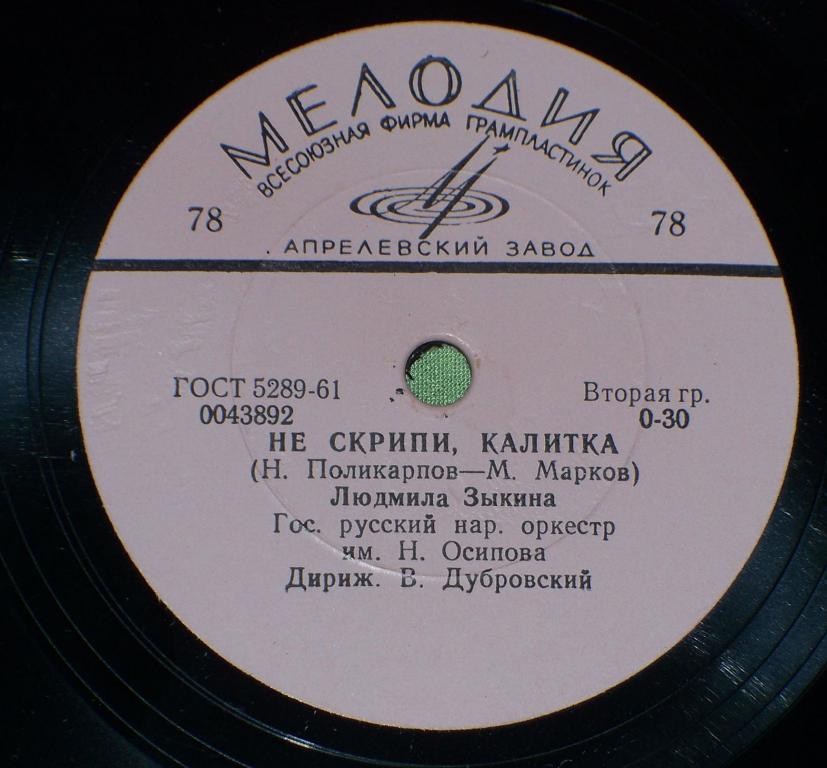 МЕЛОДИЯ
ВСЕСОЮЗНАЯ ФИРМА ГРАМПЛАСТИНОК
78 78
АПРЕЛЕВСКИЙ ЗАВОД
ГОСТ 5289-61 Вторая гр.
0043892 0-30
НЕ СКРИПИ, КАЛИТКА
(Н. Поликарпов—М. Марков)
Людмила Зыкина
Гос. русский нар. оркестр
им. Н. Осипова
Дириж. В. Дубровский